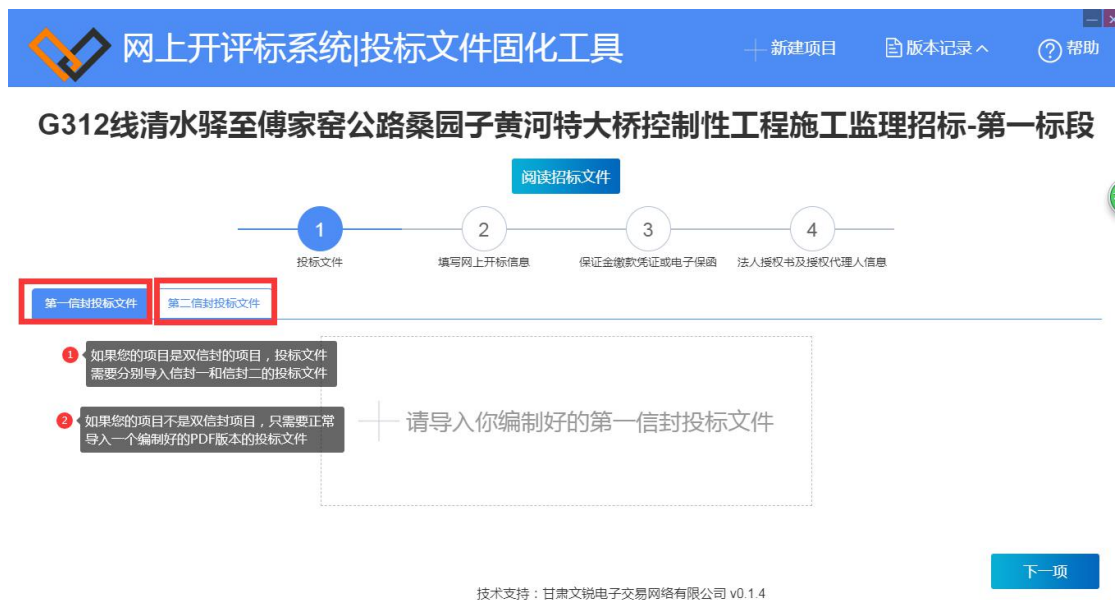 网上开评标系统|投标文件固化工具
新建项目
版本记录
帮助
G312线清水驿至傅家窑公路桑园子黄河特大桥控制性工程施工监理招标-第一标段
阅读招标文件
1
2
3
4
投标文件
填写网上开标信息
保证金缴款凭证或电子保函
法人授权书及授权代理人信息
第一信封投标文件
第二信封投标文件
1 如果您的项目是双信封的项目，投标文件
需要分别导入信封一和信封二的投标文件
2 如果您的项目不是双信封项目，只需要正常
导入一个编制好的PDF版本的投标文件
请导入你编制好的第一信封投标文件
下一项
技术支持：甘肃文锐电子交易网络有限公司 v0.1.4